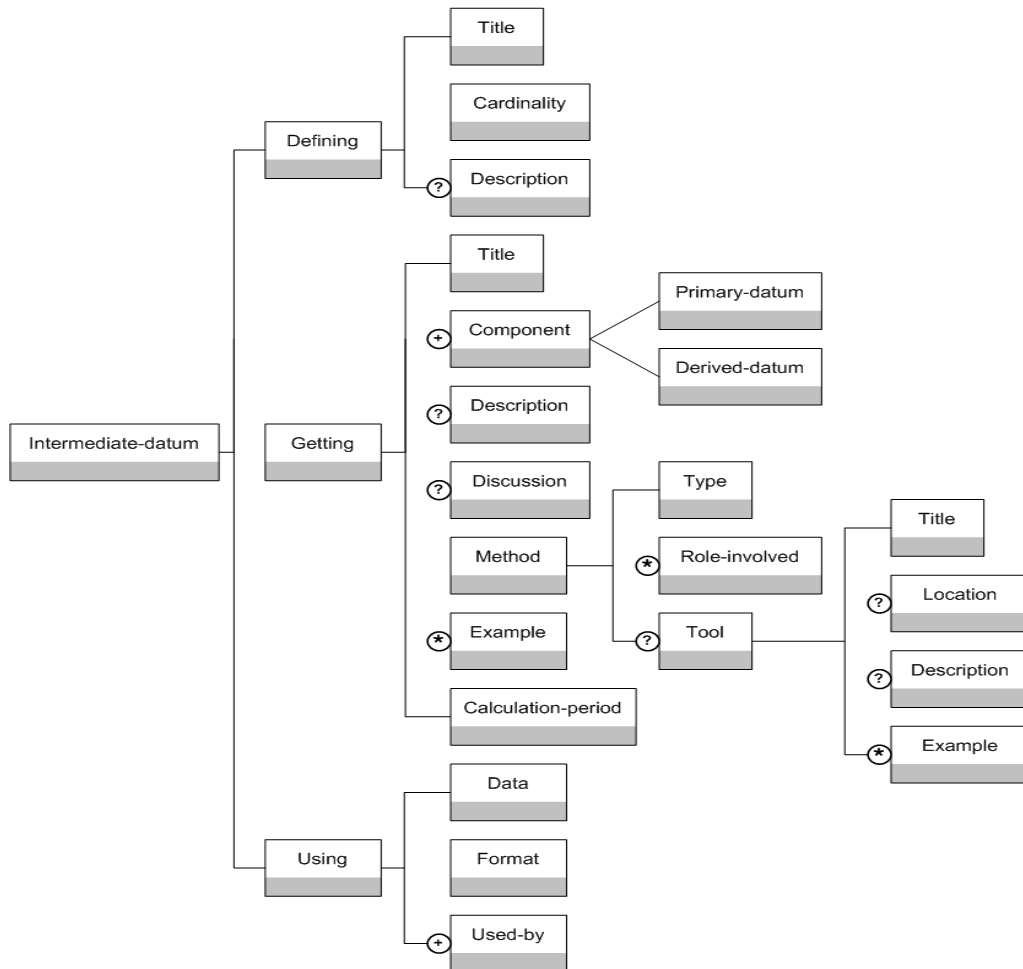 Title
Cardinality
Defining
? Description
Title
Primary-datum
+ Component
Derived-datum
? Description
Intermediate-datum
Getting
? Discussion
Type
Title
Method
* Role-involved
? Location
* Example
? Tool
? Description
Calculation-period
* Example
Data
Using
Format
+ Used-by